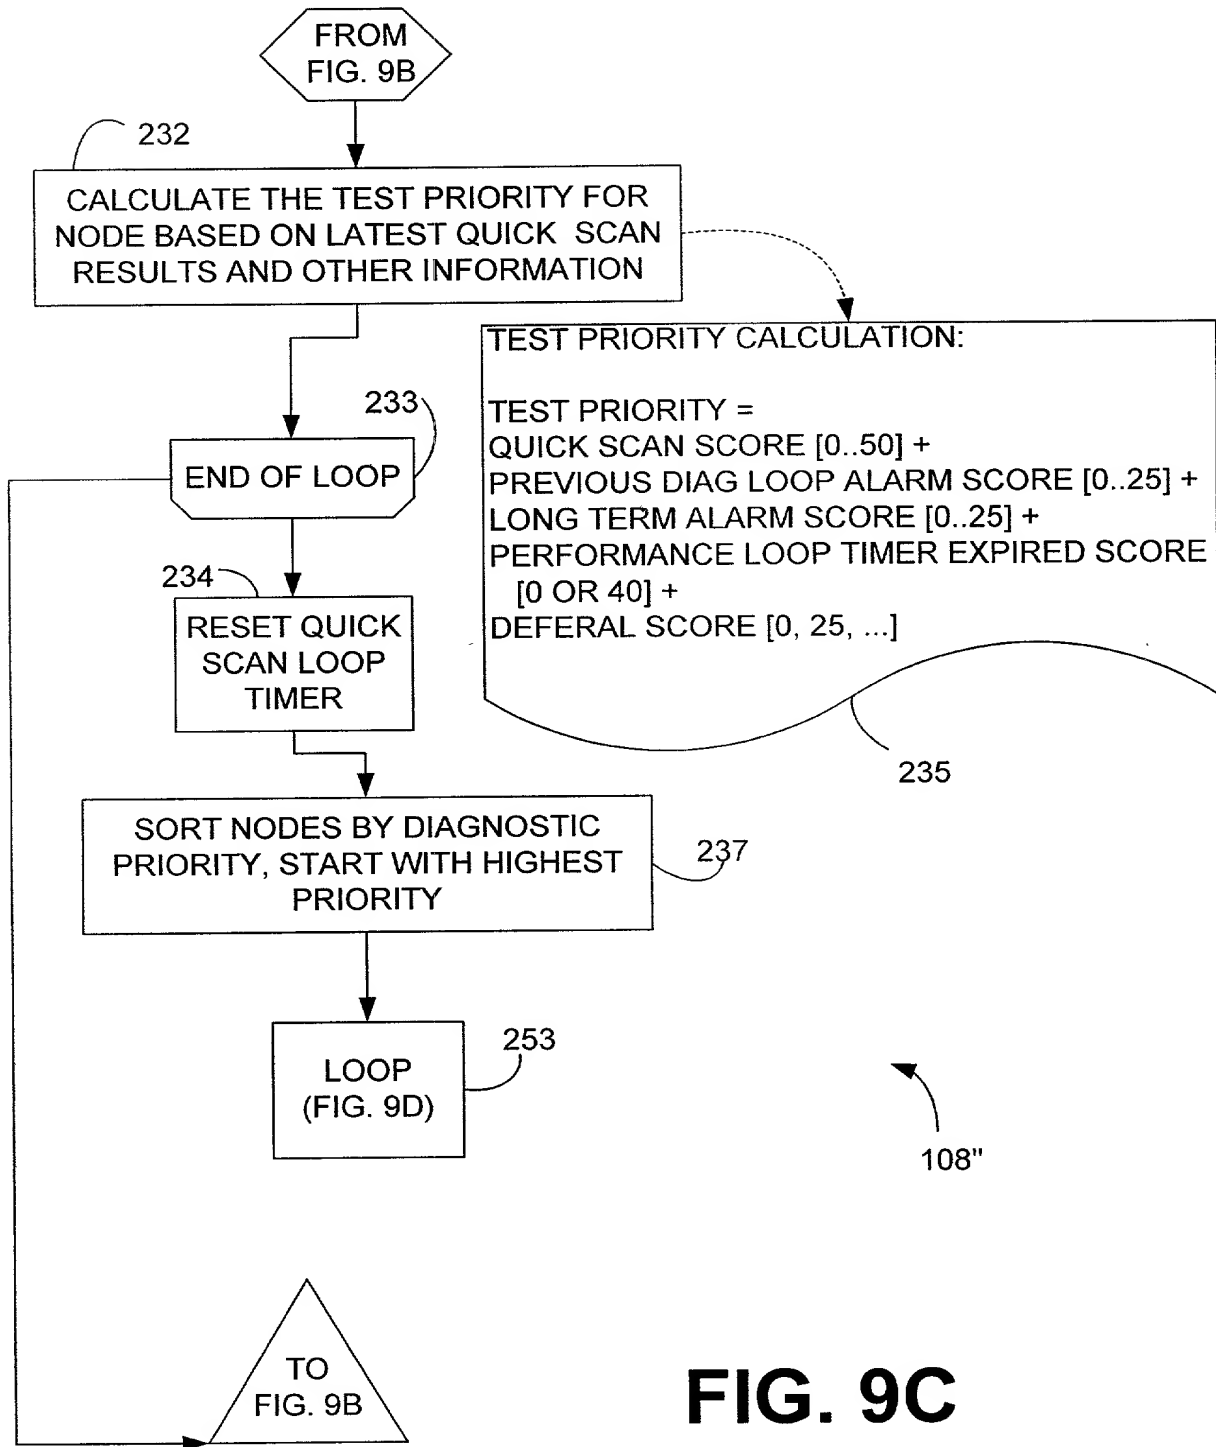 FROM
FIG. 9B
232
CALCULATE THE TEST PRIORITY FOR
NODE BASED ON LATEST QUICK SCAN
RESULTS AND OTHER INFORMATION
TEST PRIORITY CALCULATION:
TEST PRIORITY =
QUICK SCAN SCORE [0..50] +
PREVIOUS DIAG LOOP ALARM SCORE [0..25] +
LONG TERM ALARM SCORE [0..25] +
PERFORMANCE LOOP TIMER EXPIRED SCORE
[0 OR 40] +
DEFERAL SCORE [0, 25, ...]
235
233
END OF LOOP
234
RESET QUICK
SCAN LOOP
TIMER
SORT NODES BY DIAGNOSTIC
PRIORITY, START WITH HIGHEST
PRIORITY
237
LOOP
(FIG. 9D)
253
108"
TO
FIG. 9B
FIG. 9C